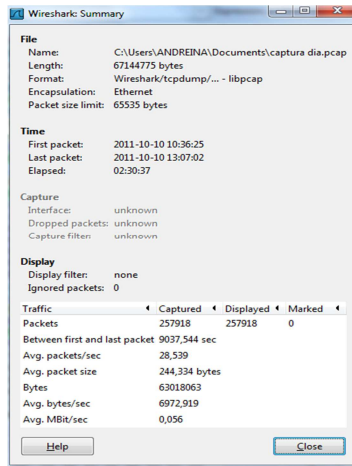 Wireshark: Summary
File
Name: C:\Users\ANDREINA\Documents\captura dia.pcap
Length: 67144775 bytes
Format: Wireshark/tcpdump/... - libpcap
Encapsulation: Ethernet
Packet size limit: 65535 bytes
Time
First packet: 2011-10-10 10:36:25
Last packet: 2011-10-10 13:07:02
Elapsed: 02:30:37
Capture
Interface: unknown
Dropped packets: unknown
Capture filter: unknown
Display
Display filter: none
Ignored packets: 0
Traffic Captured Displayed Marked
Packets 257918 257918 0
Between first and last packet 9037,544 sec
Avg. packets/sec 28,539
Avg. packet size 244,334 bytes
Bytes 63018063
Avg. bytes/sec 6972,919
Avg. MBit/sec 0,056
Help Close